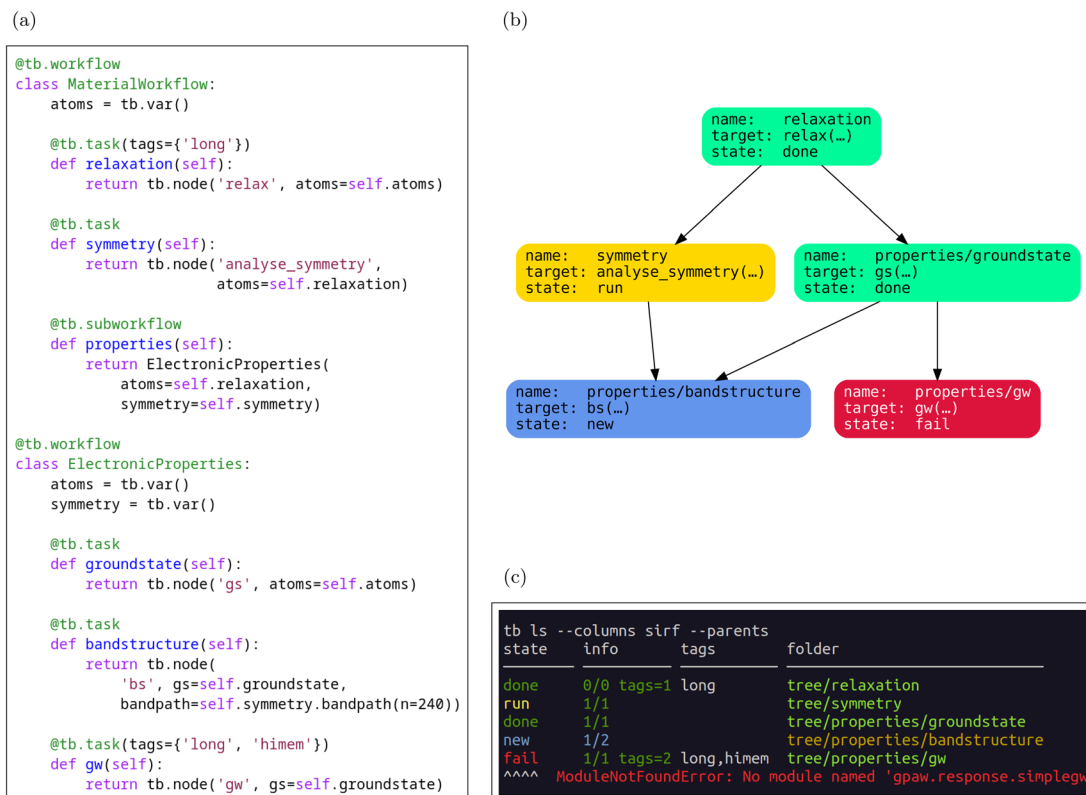 (a)
@tb.workflow
class MaterialWorkflow:
    atoms = tb.var()
    @tb.task(tags={'long'})
    def relaxation(self):
        return tb.node('relax', atoms=self.atoms)
    @tb.task
    def symmetry(self):
        return tb.node('analyse_symmetry',
                       atoms=self.relaxation)
    @tb.subworkflow
    def properties(self):
        return ElectronicProperties(
            atoms=self.relaxation,
            symmetry=self.symmetry)
@tb.workflow
class ElectronicProperties:
    atoms = tb.var()
    symmetry = tb.var()
    @tb.task
    def groundstate(self):
        return tb.node('gs', atoms=self.atoms)
    @tb.task
    def bandstructure(self):
        return tb.node(
            'bs', gs=self.groundstate,
            bandpath=self.symmetry.bandpath(n=240))
    @tb.task(tags={'long', 'himem'})
    def gw(self):
        return tb.node('gw', gs=self.groundstate)
(b)
name: relaxation
target: relax(…)
state: done
name: symmetry
target: analyse_symmetry(…)
state: run
name: properties/groundstate
target: gs(…)
state: done
name: properties/bandstructure
target: bs(…)
state: new
name: properties/gw
target: gw(…)
state: fail
(c)
tb ls --columns sirf --parents
state info tags folder
done 0/0 tags=1 long tree/relaxation
run 1/1 tree/symmetry
done 1/1 tree/properties/groundstate
new 1/2 tree/properties/bandstructure
fail 1/1 tags=2 long,himem tree/properties/gw
^^^^ ModuleNotFoundError: No module named 'gpaw.response.simplegw